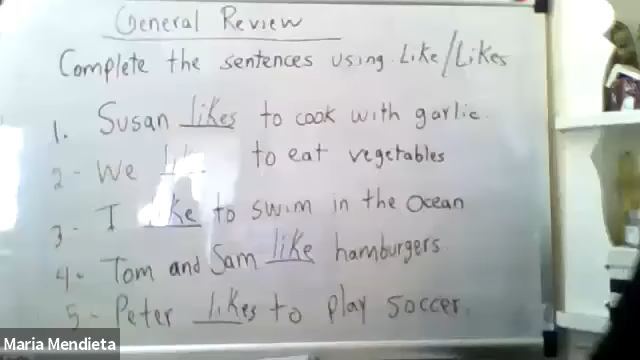 General Review
Complete the sentences using Like/Likes
1. Susan likes to cook with garlic.
2- We to eat vegetables
3- I to swim in the Ocean
4- Tom and Sam like hamburgers.
5- Peter likes to play soccer.
Maria Mendieta